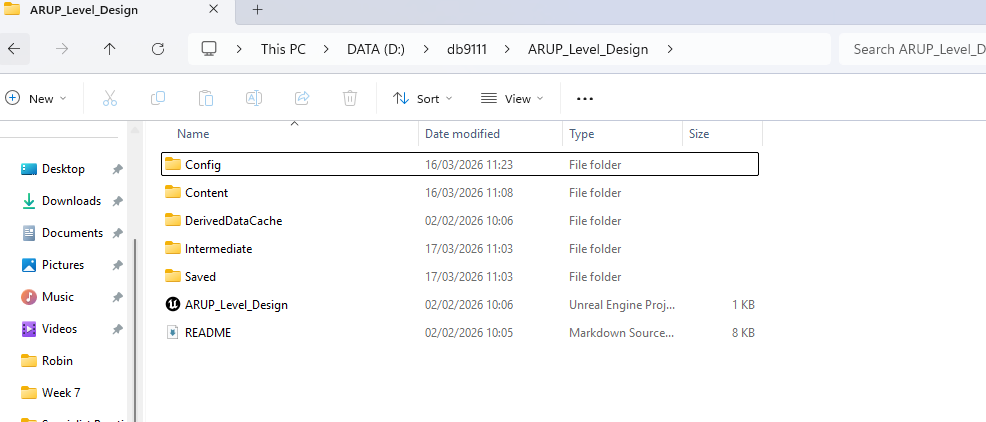 ARUP_Level_Design
This PC DATA (D:) db9111 ARUP_Level_Design
Search ARUP_Level_D
New Sort View
Name Date modified Type Size
Desktop
Downloads
Documents
Pictures
Music
Videos
Robin
Week 7
Config 16/03/2026 11:23 File folder
Content 16/03/2026 11:08 File folder
DerivedDataCache 02/02/2026 10:06 File folder
Intermediate 17/03/2026 11:03 File folder
Saved 17/03/2026 11:03 File folder
ARUP_Level_Design 02/02/2026 10:06 Unreal Engine Proj... 1 KB
README 02/02/2026 10:05 Markdown Source... 8 KB